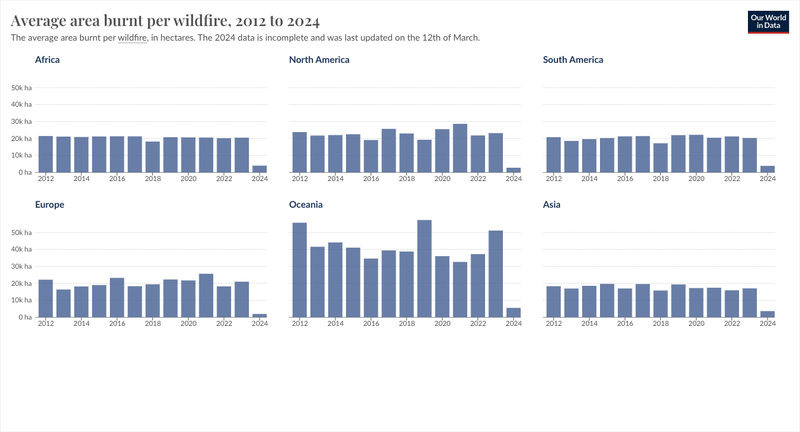 Average area burnt per wildfire, 2012 to 2024
The average area burnt per wildfire, in hectares. The 2024 data is incomplete and was last updated on the 12th of March.
Our World
in Data
Africa
50k ha
40k ha
30k ha
20k ha
10k ha
0 ha
2012 2014 2016 2018 2020 2022 2024
North America
2012 2014 2016 2018 2020 2022 2024
South America
2012 2014 2016 2018 2020 2022 2024
Europe
50k ha
40k ha
30k ha
20k ha
10k ha
0 ha
2012 2014 2016 2018 2020 2022 2024
Oceania
2012 2014 2016 2018 2020 2022 2024
Asia
2012 2014 2016 2018 2020 2022 2024